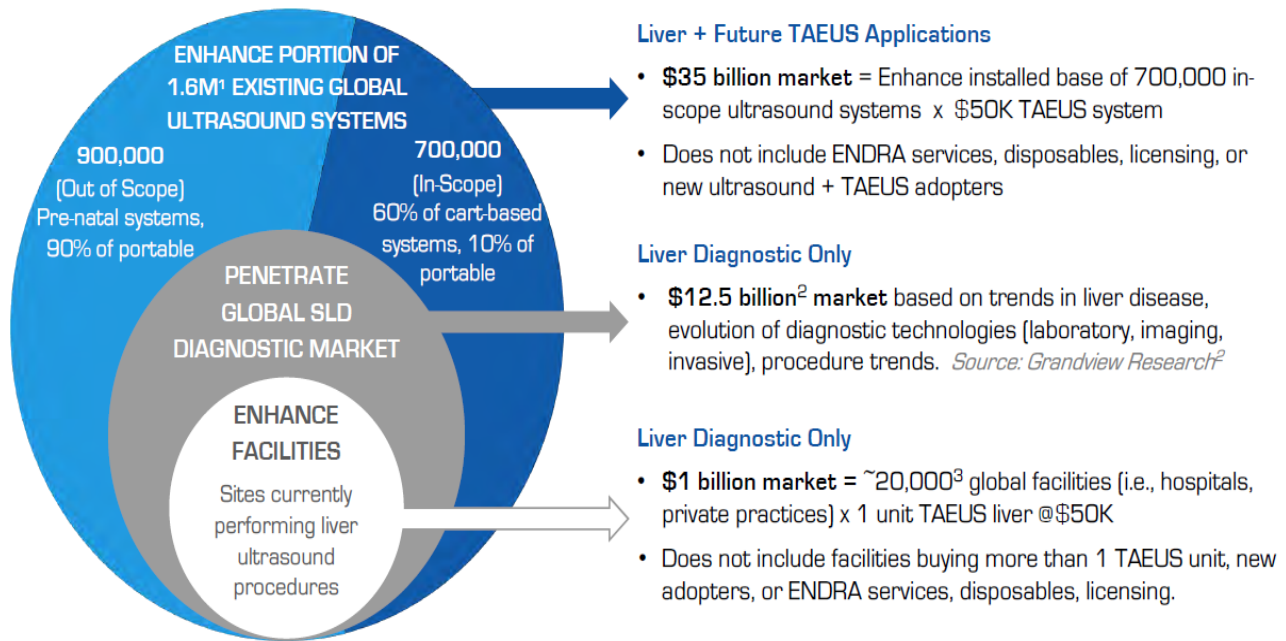 ENHANCE PORTION OF
1.6M¹ EXISTING GLOBAL
ULTRASOUND SYSTEMS
900,000
(Out of Scope)
Pre-natal systems,
90% of portable
700,000
(In-Scope)
60% of cart-based
systems, 10% of
portable
PENETRATE
GLOBAL SLD
DIAGNOSTIC MARKET
ENHANCE
FACILITIES
Sites currently
performing liver
ultrasound
procedures
Liver + Future TAEUS Applications
• $35 billion market = Enhance installed base of 700,000 in-
scope ultrasound systems x $50K TAEUS system
• Does not include ENDRA services, disposables, licensing, or
new ultrasound + TAEUS adopters
Liver Diagnostic Only
• $12.5 billion² market based on trends in liver disease,
evolution of diagnostic technologies (laboratory, imaging,
invasive), procedure trends. Source: Grandview Research²
Liver Diagnostic Only
• $1 billion market = ~20,000³ global facilities (i.e., hospitals,
private practices) x 1 unit TAEUS liver @$50K
• Does not include facilities buying more than 1 TAEUS unit, new
adopters, or ENDRA services, disposables, licensing.